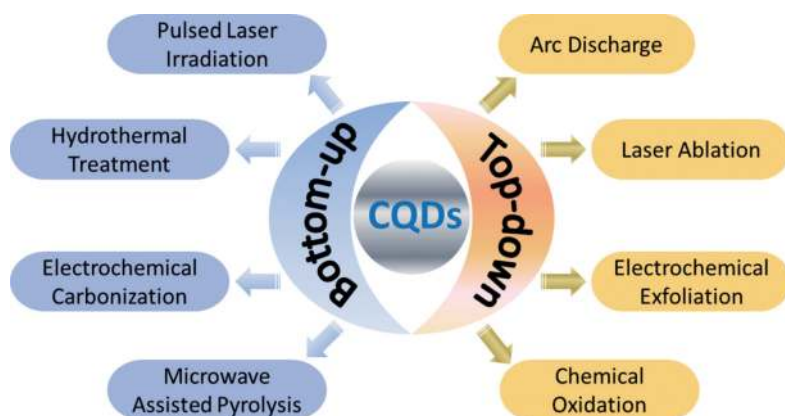 Pulsed Laser
Irradiation
Hydrothermal
Treatment
Electrochemical
Carbonization
Microwave
Assisted Pyrolysis
Bottom-up
CQDs
Top-down
Arc Discharge
Laser Ablation
Electrochemical
Exfoliation
Chemical
Oxidation